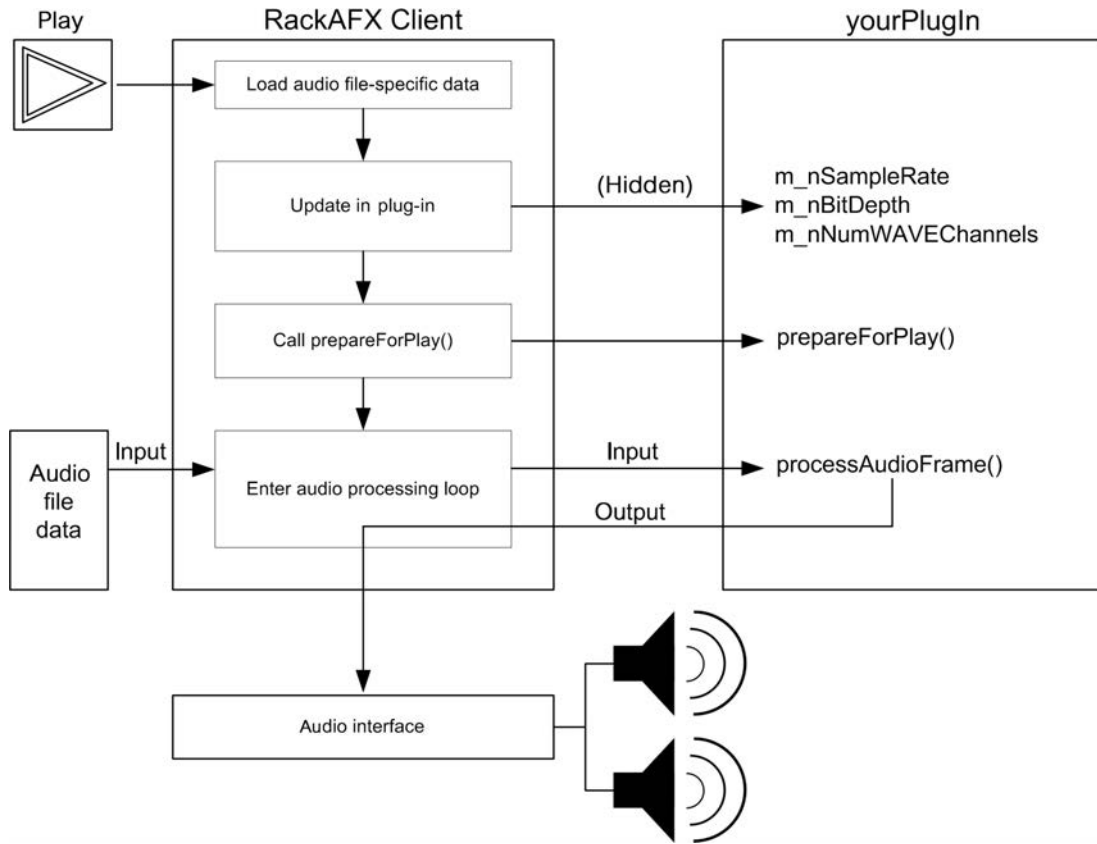 Play
RackAFX Client
yourPlugIn
Load audio file-specific data
Update in plug-in
(Hidden)
m_nSampleRate
m_nBitDepth
m_nNumWAVEChannels
Call prepareForPlay()
prepareForPlay()
Audio
file
data
Input
Enter audio processing loop
Input
processAudioFrame()
Output
Audio interface